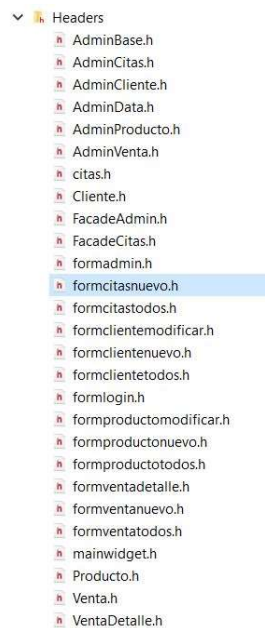 Headers
AdminBase.h
AdminCitas.h
AdminCliente.h
AdminData.h
AdminProducto.h
AdminVenta.h
citas.h
Cliente.h
FacadeAdmin.h
FacadeCitas.h
formadmin.h
formcitasnuevo.h
formcitastodos.h
formclientemodificar.h
formclientenuevo.h
formclientetodos.h
formlogin.h
formproductomodificar.h
formproductonuevo.h
formproductotodos.h
formventadetalle.h
formventanuevo.h
formventatodos.h
mainwidget.h
Producto.h
Venta.h
VentaDetalle.h